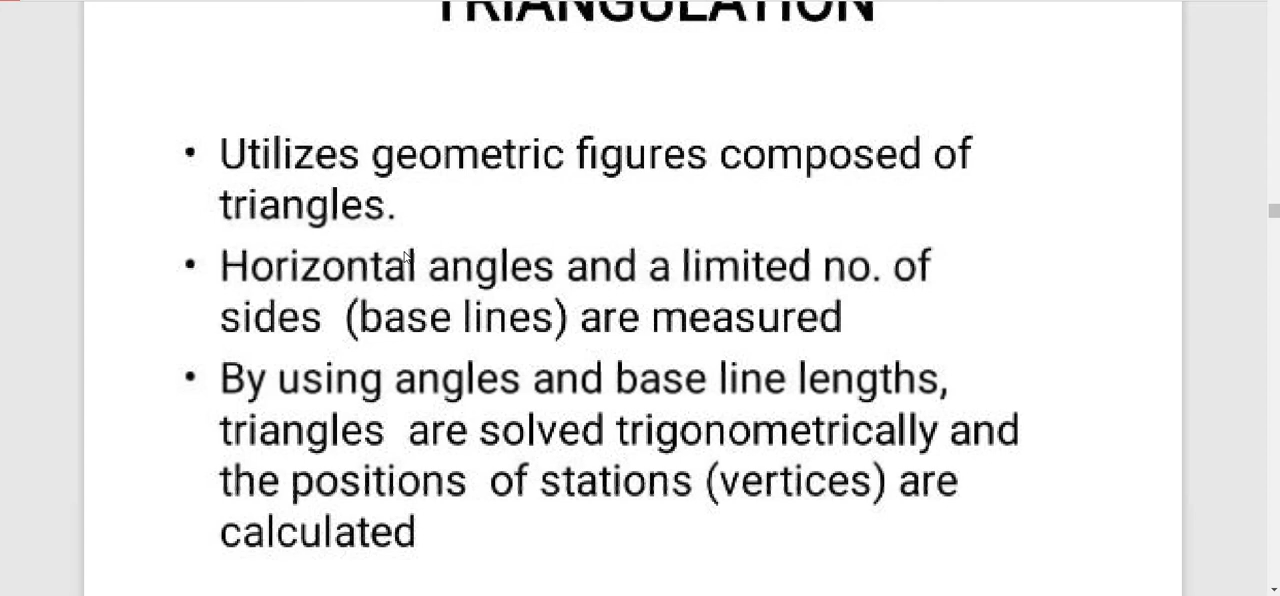 TRIANGULATION
• Utilizes geometric figures composed of
triangles.
• Horizontal angles and a limited no. of
sides  (base lines) are measured
• By using angles and base line lengths,
triangles  are solved trigonometrically and
the positions  of stations (vertices) are
calculated